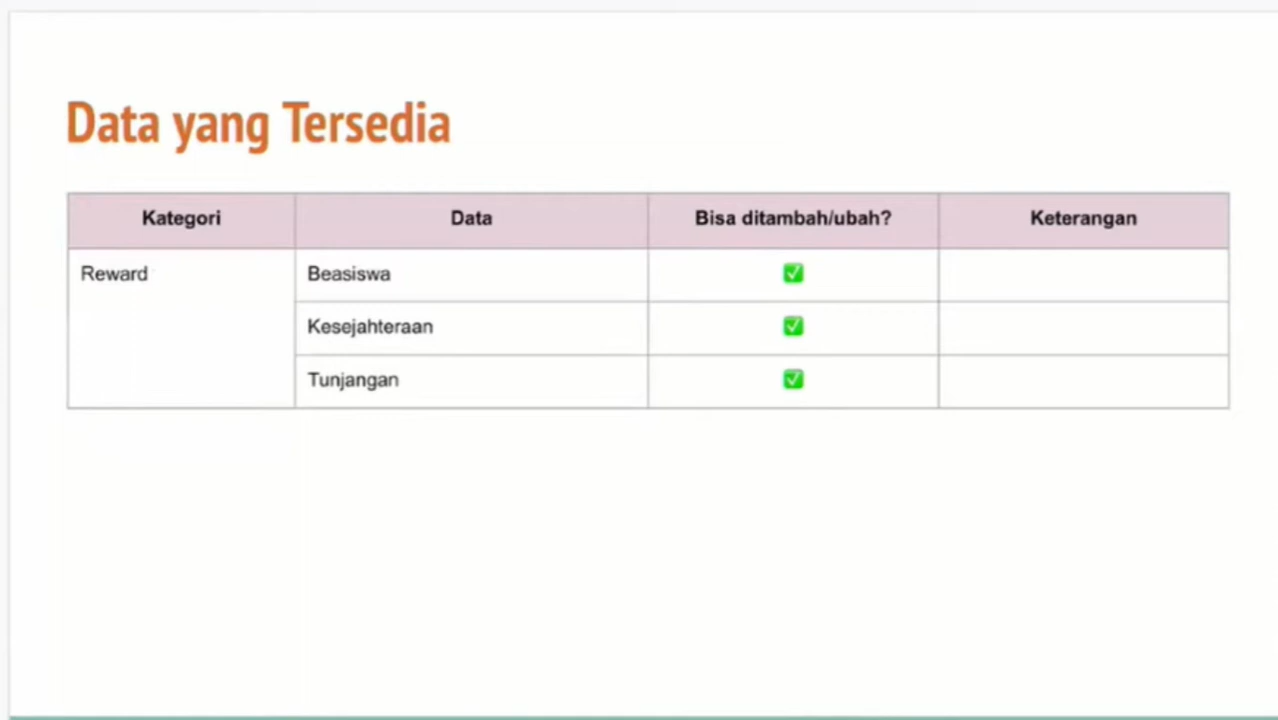 Data yang Tersedia
Kategori Data Bisa ditambah/ubah? Keterangan
Reward Beasiswa ✅
Kesejahteraan ✅
Tunjangan ✅